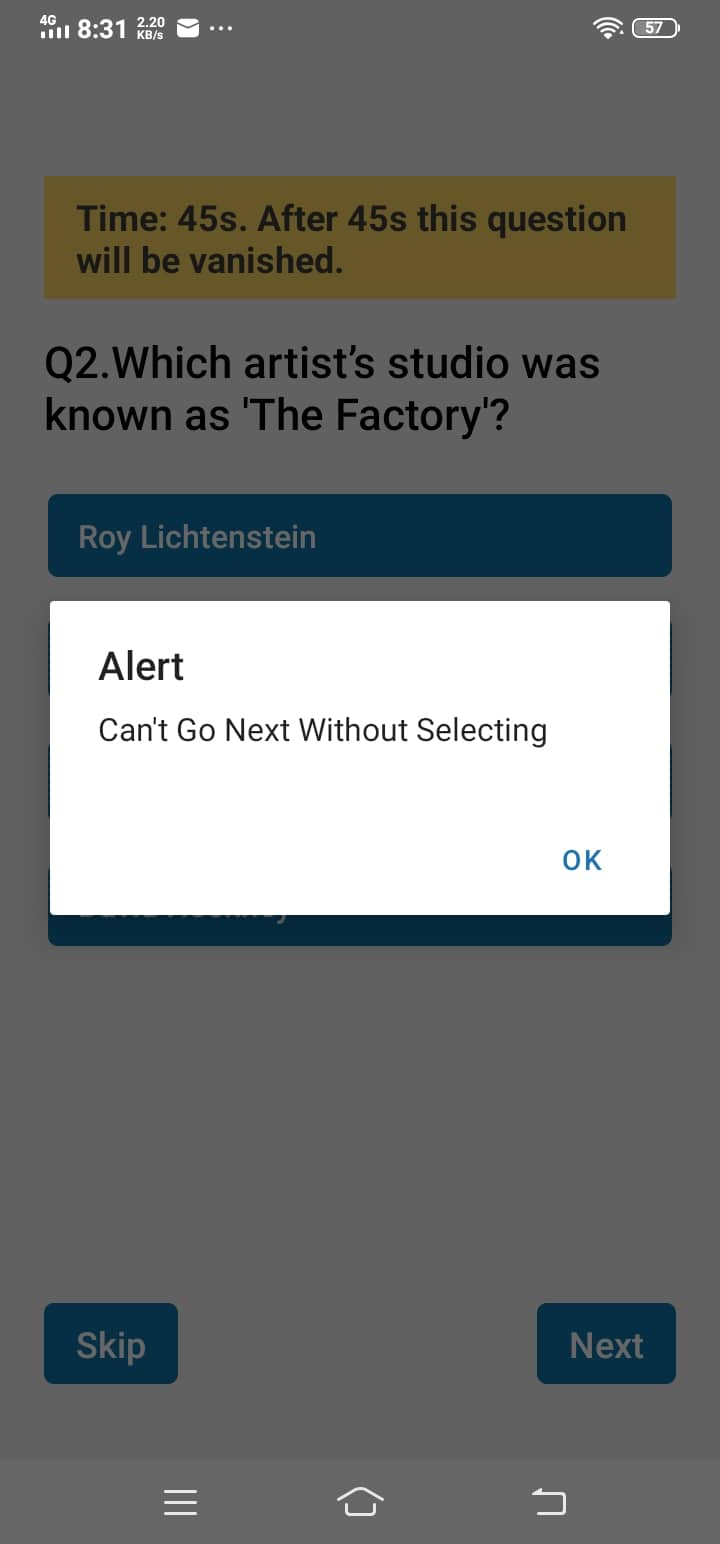 4G
8:31
2.20
KB/s
57
Time: 45s. After 45s this question
will be vanished.
Q2.Which artist’s studio was
known as 'The Factory'?
Roy Lichtenstein
Alert
Can't Go Next Without Selecting
OK
Skip
Next